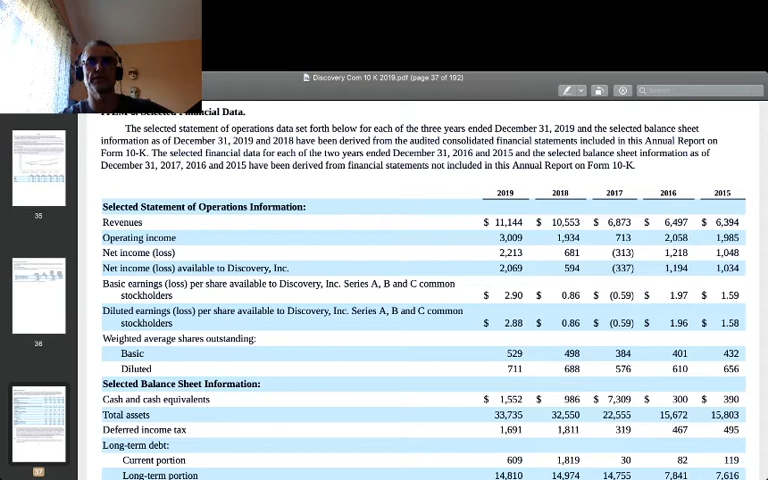 Discovery Com 10 K 2019.pdf (page 37 of 192)
Search
ITEM 6. Selected Financial Data.
The selected statement of operations data set forth below for each of the three years ended December 31, 2019 and the selected balance sheet
information as of December 31, 2019 and 2018 have been derived from the audited consolidated financial statements included in this Annual Report on
Form 10-K. The selected financial data for each of the two years ended December 31, 2016 and 2015 and the selected balance sheet information as of
December 31, 2017, 2016 and 2015 have been derived from financial statements not included in this Annual Report on Form 10-K.
2019 2018 2017 2016 2015
Selected Statement of Operations Information:
Revenues $ 11,144 $ 10,553 $ 6,873 $ 6,497 $ 6,394
Operating income 3,009 1,934 713 2,058 1,985
Net income (loss) 2,213 681 (313) 1,218 1,048
Net income (loss) available to Discovery, Inc. 2,069 594 (337) 1,194 1,034
Basic earnings (loss) per share available to Discovery, Inc. Series A, B and C common
stockholders $ 2.90 $ 0.86 $ (0.59) $ 1.97 $ 1.59
Diluted earnings (loss) per share available to Discovery, Inc. Series A, B and C common
stockholders $ 2.88 $ 0.86 $ (0.59) $ 1.96 $ 1.58
Weighted average shares outstanding:
Basic 529 498 384 401 432
Diluted 711 688 576 610 656
Selected Balance Sheet Information:
Cash and cash equivalents $ 1,552 $ 986 $ 7,309 $ 300 $ 390
Total assets 33,735 32,550 22,555 15,672 15,803
Deferred income tax 1,691 1,811 319 467 495
Long-term debt:
Current portion 609 1,819 30 82 119
Long-term portion 14,810 14,974 14,755 7,841 7,616
35
36
37